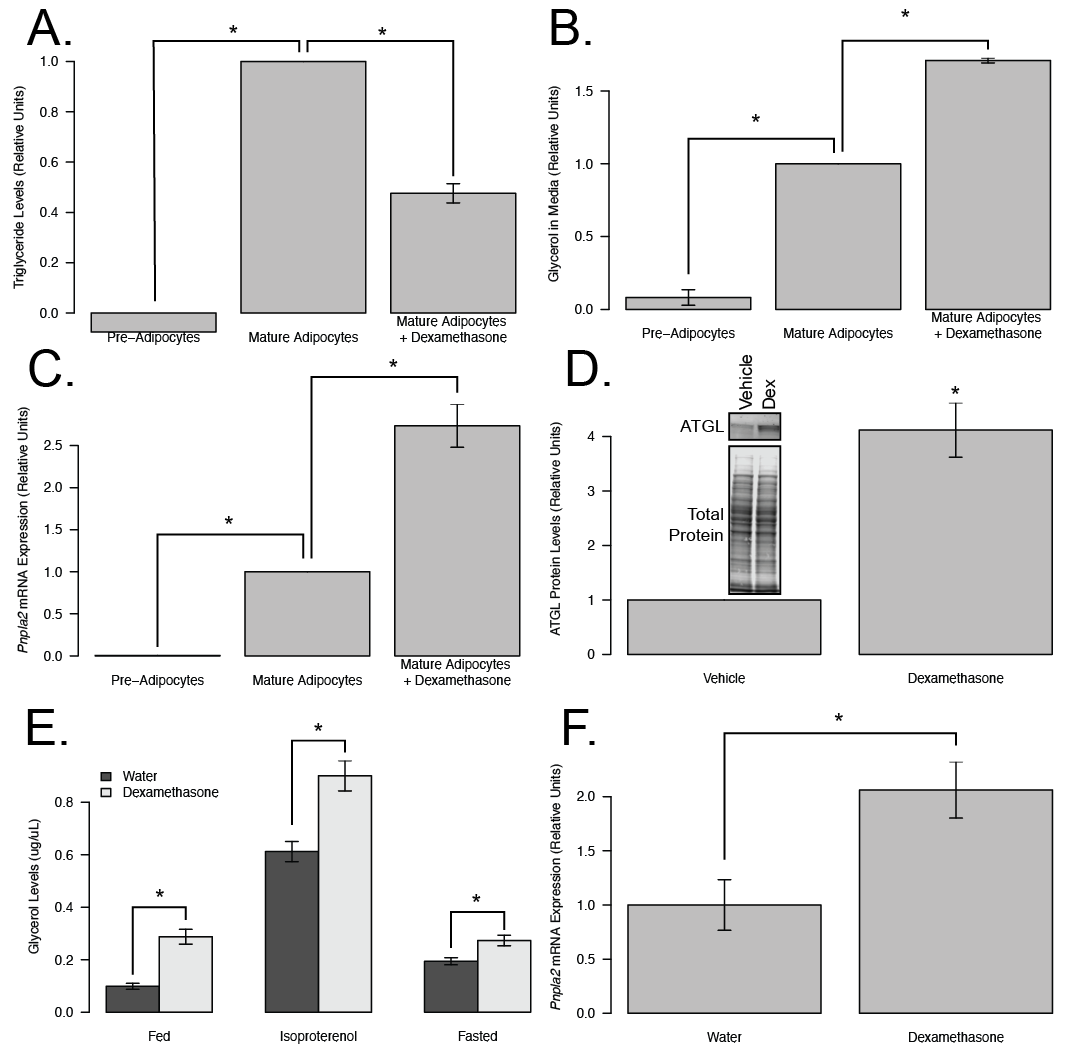 A.
*
*
Triglyceride Levels (Relative Units)
1.0
0.8
0.6
0.4
0.2
0.0
Pre−Adipocytes
Mature Adipocytes
Mature Adipocytes
+ Dexamethasone
B.
*
*
Glycerol in Media (Relative Units)
1.5
1.0
0.5
0.0
Pre−Adipocytes
Mature Adipocytes
Mature Adipocytes
+ Dexamethasone
C.
*
*
Pnpla2 mRNA Expression (Relative Units)
2.5
2.0
1.5
1.0
0.5
0.0
Pre−Adipocytes
Mature Adipocytes
Mature Adipocytes
+ Dexamethasone
D.
Vehicle
Dex
*
ATGL
Total
Protein
ATGL Protein Levels (Relative Units)
4
3
2
1
0
Vehicle
Dexamethasone
E.
Water
Dexamethasone
*
*
*
Glycerol Levels (ug/uL)
0.8
0.6
0.4
0.2
0.0
Fed
Isoproterenol
Fasted
F.
*
Pnpla2 mRNA Expression (Relative Units)
2.0
1.5
1.0
0.5
0.0
Water
Dexamethasone